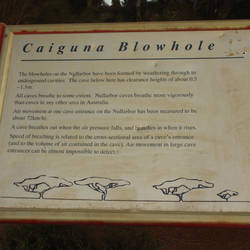 Caiguna Blowhole
The blowholes on the Nullarbor have been formed by weathering through to
underground cavities. The cave below here has clearance heights of about 0.5
-1.5m.
All caves breathe to some extent. Nullarbor caves breathe more vigorously
than caves in any other area in Australia.
Air movement at one cave entrance on the Nullarbor has been measured to be
about 72km/h.
A cave breathes out when the air pressure falls, and breathes in when it rises.
Speed of breathing is related to the cross-sectional area of a cave's entrance
(and to the volume of air contained in the cave). Air movement in large cave
entrances can be almost impossible to detect.